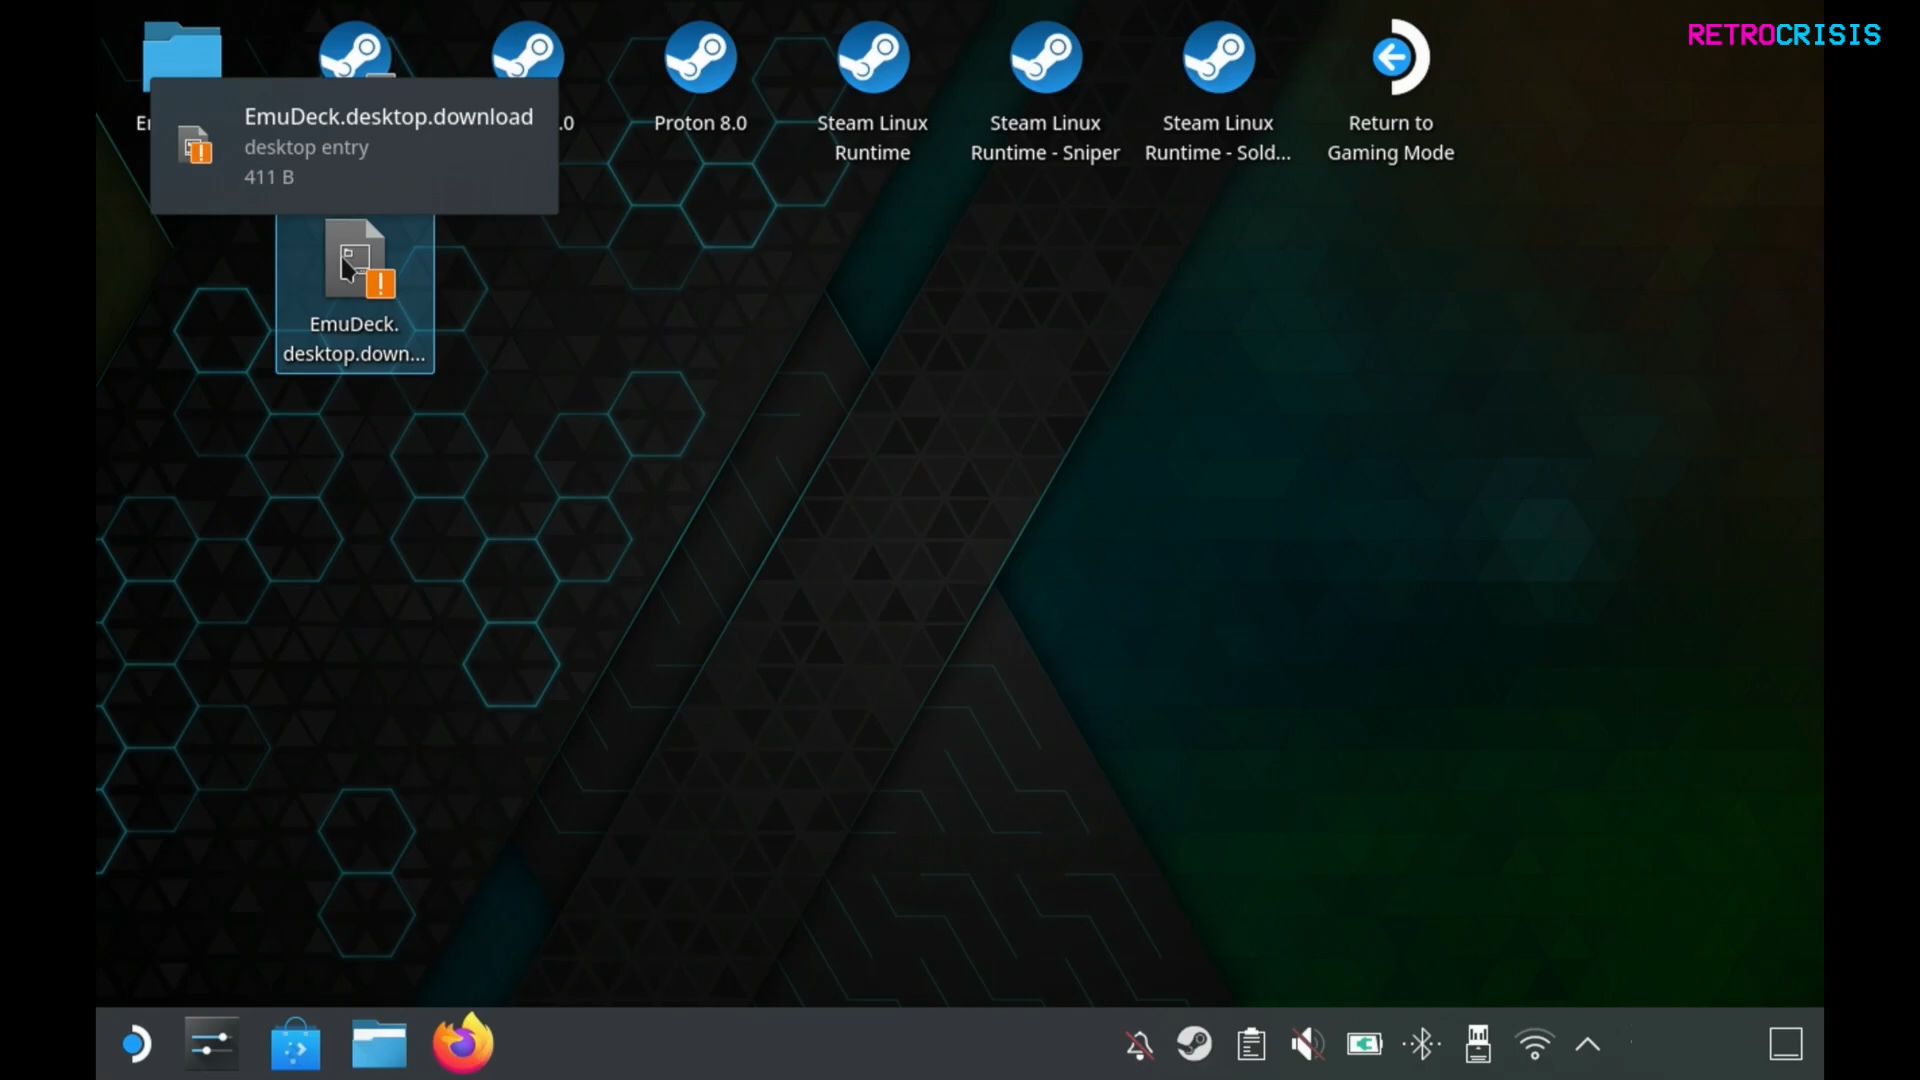 RETROCRISIS
EmuDeck.desktop.download
desktop entry
411 B
.0
Proton 8.0
Steam Linux
Runtime
Steam Linux
Runtime - Sniper
Steam Linux
Runtime - Sold...
Return to
Gaming Mode
EmuDeck.
desktop.down...